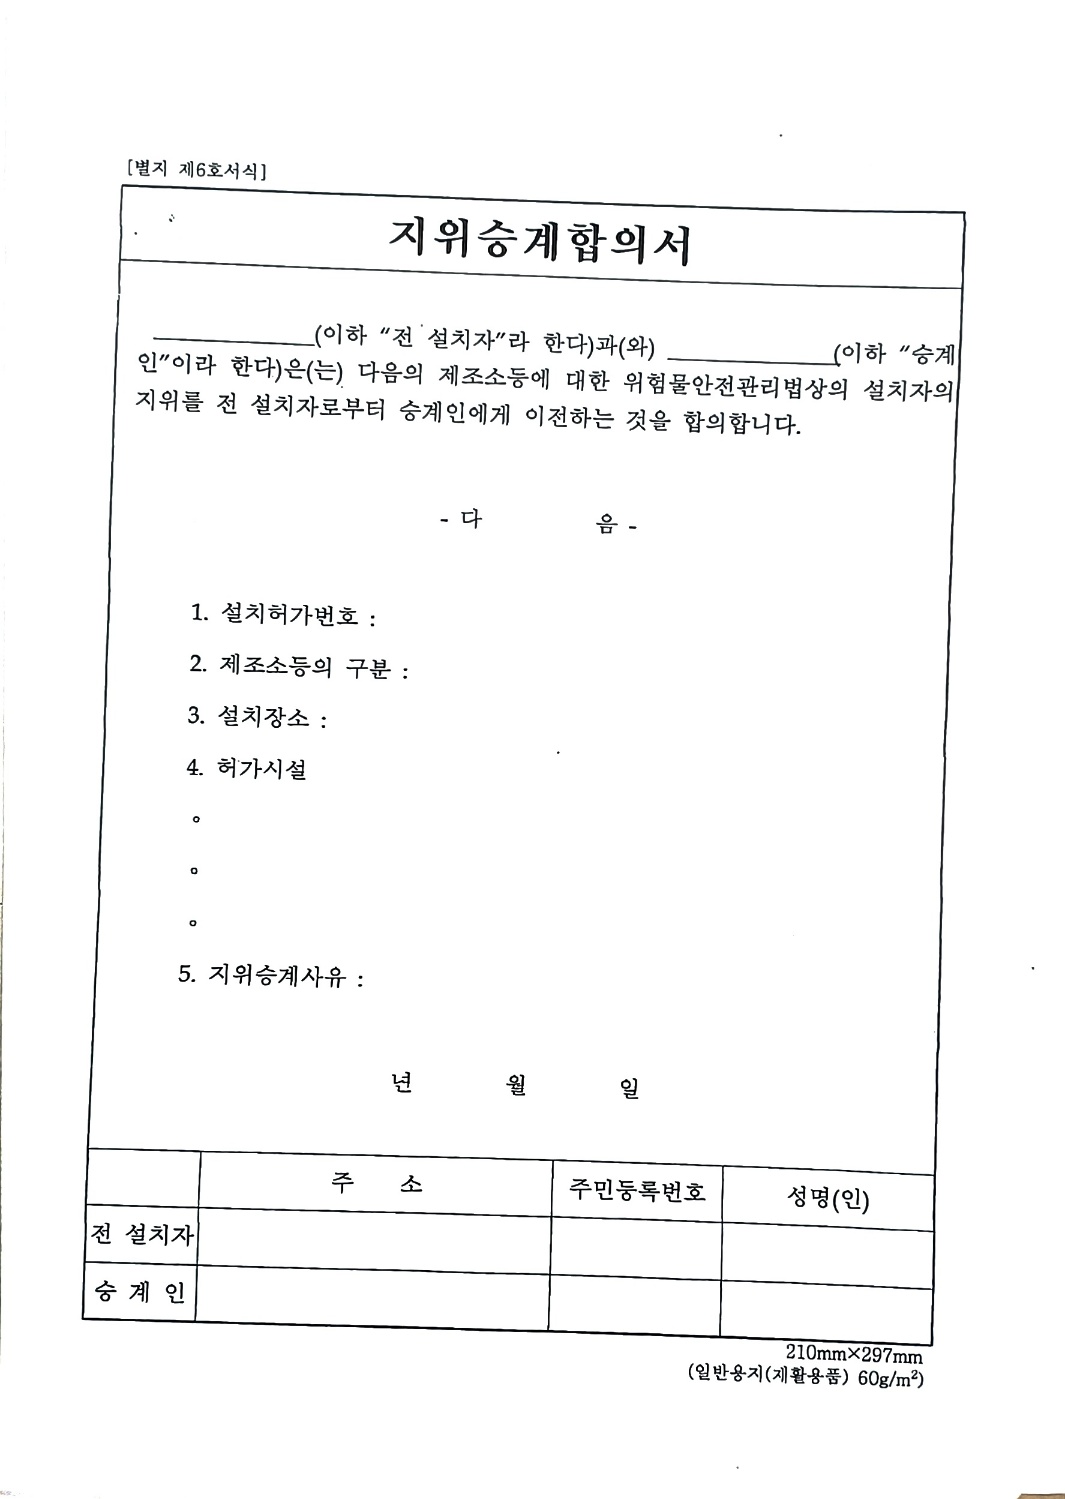 [별지 제6호서식]
지위승계합의서
____________(이하 “전 설치자”라 한다)과(와) ____________(이하 “승계
인”이라 한다)은(는) 다음의 제조소등에 대한 위험물안전관리법상의 설치자의
지위를 전 설치자로부터 승계인에게 이전하는 것을 합의합니다.
- 다 음 -
1. 설치허가번호 :
2. 제조소등의 구분 :
3. 설치장소 :
4. 허가시설
∘
∘
∘
5. 지위승계사유 :
년 월 일
주 소 주민등록번호 성명(인)
전 설치자
승 계 인
210mm×297mm
(일반용지(재활용품) 60g/m²)